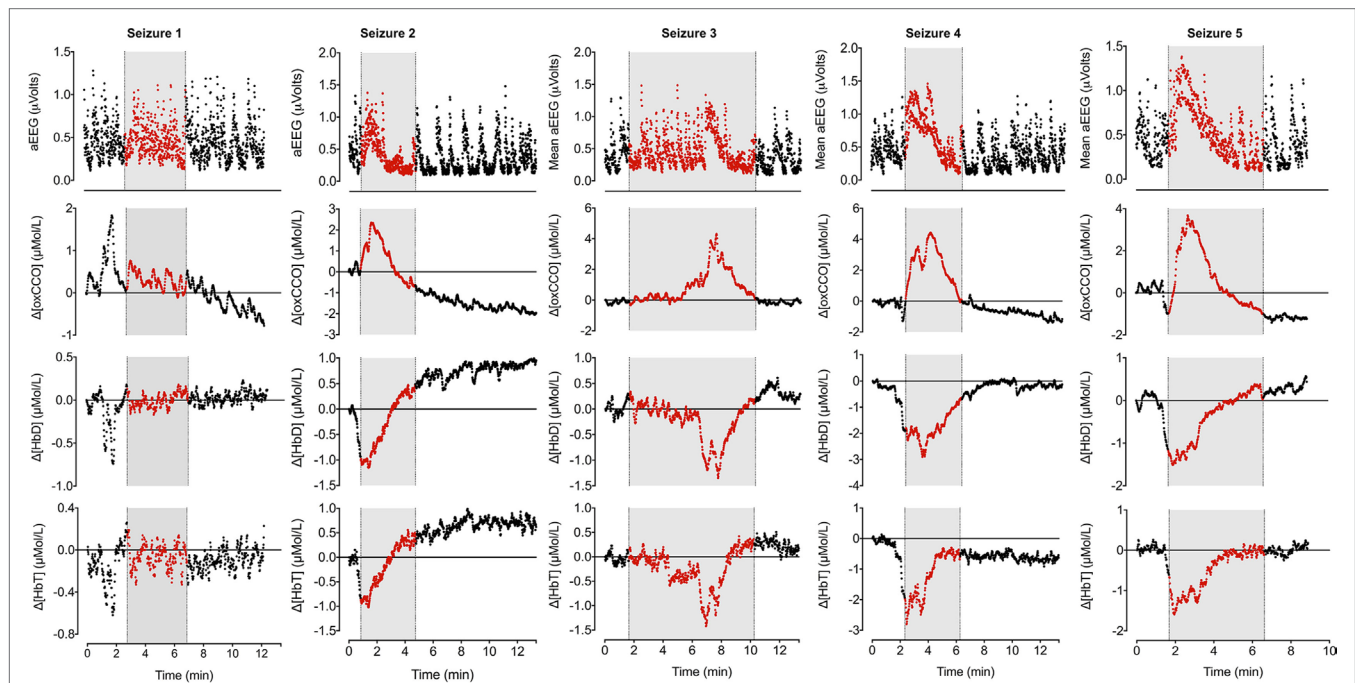 Seizure 1
Seizure 2
Seizure 3
Seizure 4
Seizure 5
aEEG (µVolts)
1.5
1.0
0.5
0.0
aEEG (µVolts)
2.0
1.5
1.0
0.5
0.0
Mean aEEG (µVolts)
2.0
1.5
1.0
0.5
0.0
Mean aEEG (µVolts)
2.0
1.5
1.0
0.5
0.0
Mean aEEG (µVolts)
1.5
1.0
0.5
0.0
Δ[oxCCO] (µMol/L)
2
1
0
-1
Δ[oxCCO] (µMol/L)
3
2
1
0
-1
-2
-3
Δ[oxCCO] (µMol/L)
6
4
2
0
-2
Δ[oxCCO] (µMol/L)
6
4
2
0
-2
Δ[oxCCO] (µMol/L)
4
2
0
-2
Δ[HbD] (µMol/L)
0.5
0.0
-0.5
-1.0
Δ[HbD] (µMol/L)
1.0
0.5
0.0
-0.5
-1.0
-1.5
Δ[HbD] (µMol/L)
1.0
0.5
0.0
-0.5
-1.0
-1.5
Δ[HbD] (µMol/L)
1
0
-1
-2
-3
-4
Δ[HbD] (µMol/L)
1
0
-1
-2
Δ[HbT] (µMol/L)
0.4
0.0
-0.4
-0.8
Δ[HbT] (µMol/L)
1.0
0.5
0.0
-0.5
-1.0
-1.5
Δ[HbT] (µMol/L)
1.0
0.5
0.0
-0.5
-1.0
-1.5
Δ[HbT] (µMol/L)
1
0
-1
-2
-3
Δ[HbT] (µMol/L)
1
0
-1
-2
0 2 4 6 8 10 12
0 2 4 6 8 10 12
0 2 4 6 8 10 12
0 2 4 6 8 10 12
0 2 4 6 8 10
Time (min)
Time (min)
Time (min)
Time (min)
Time (min)